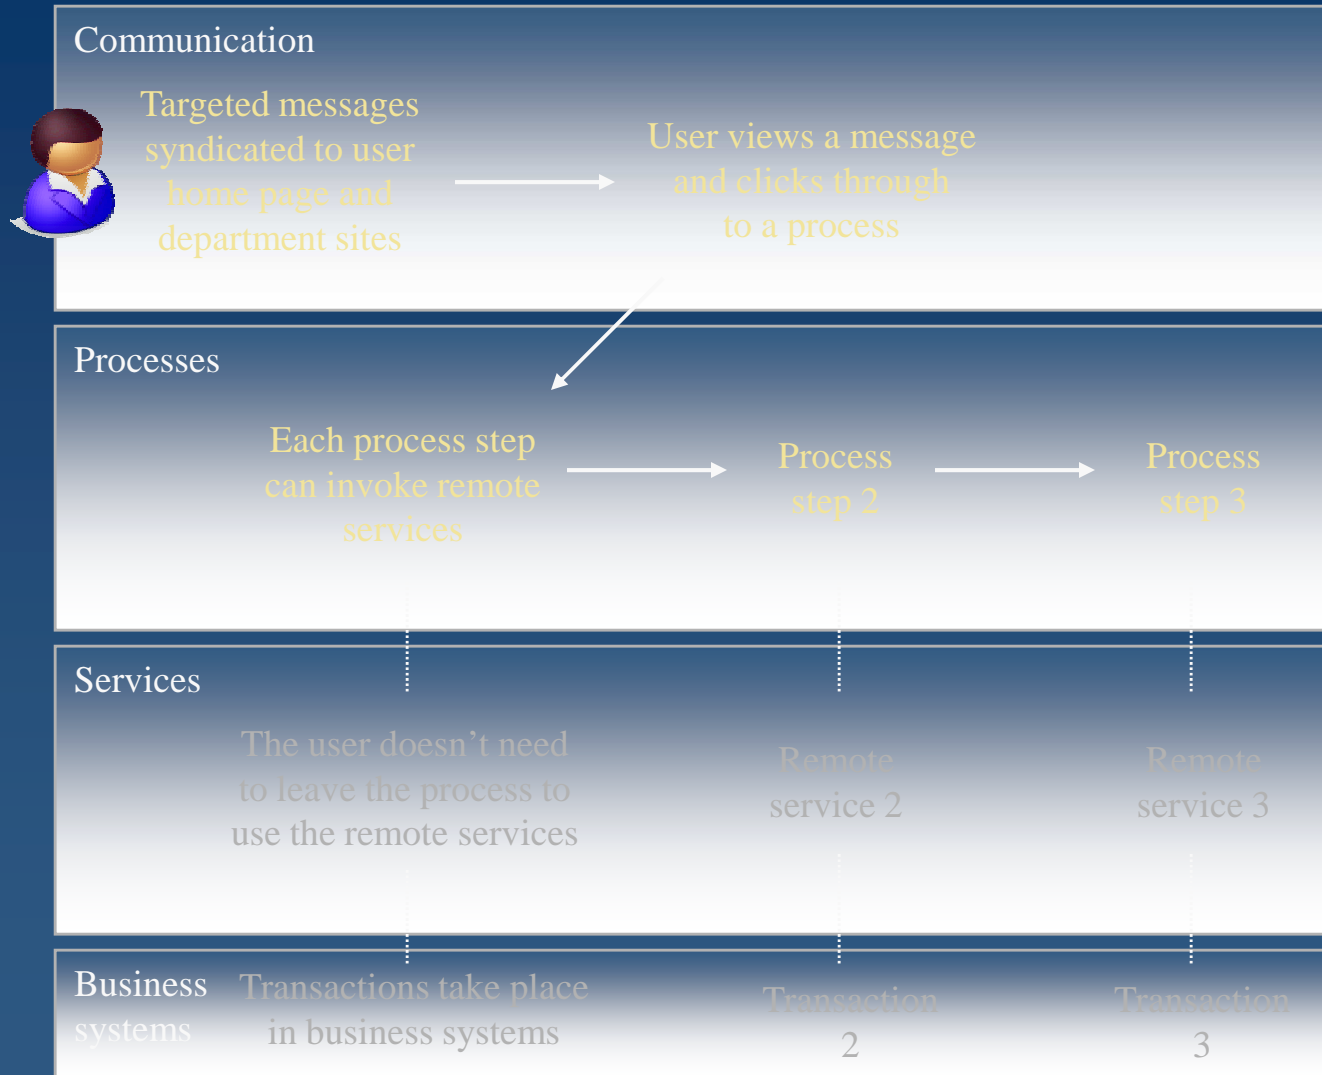 Communication
Targeted messages
syndicated to user
home page and
department sites
User views a message
and clicks through
to a process
Processes
Each process step
can invoke remote
services
Process
step 2
Process
step 3
Services
The user doesn’t need
to leave the process to
use the remote services
Remote
service 2
Remote
service 3
Business
systems
Transactions take place
in business systems
Transaction
2
Transaction
3